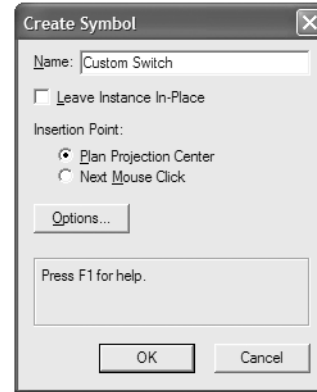 Create Symbol
Name: Custom Switch
Leave Instance In-Place
Insertion Point:
Plan Projection Center
Next Mouse Click
Options...
Press F1 for help.
OK Cancel